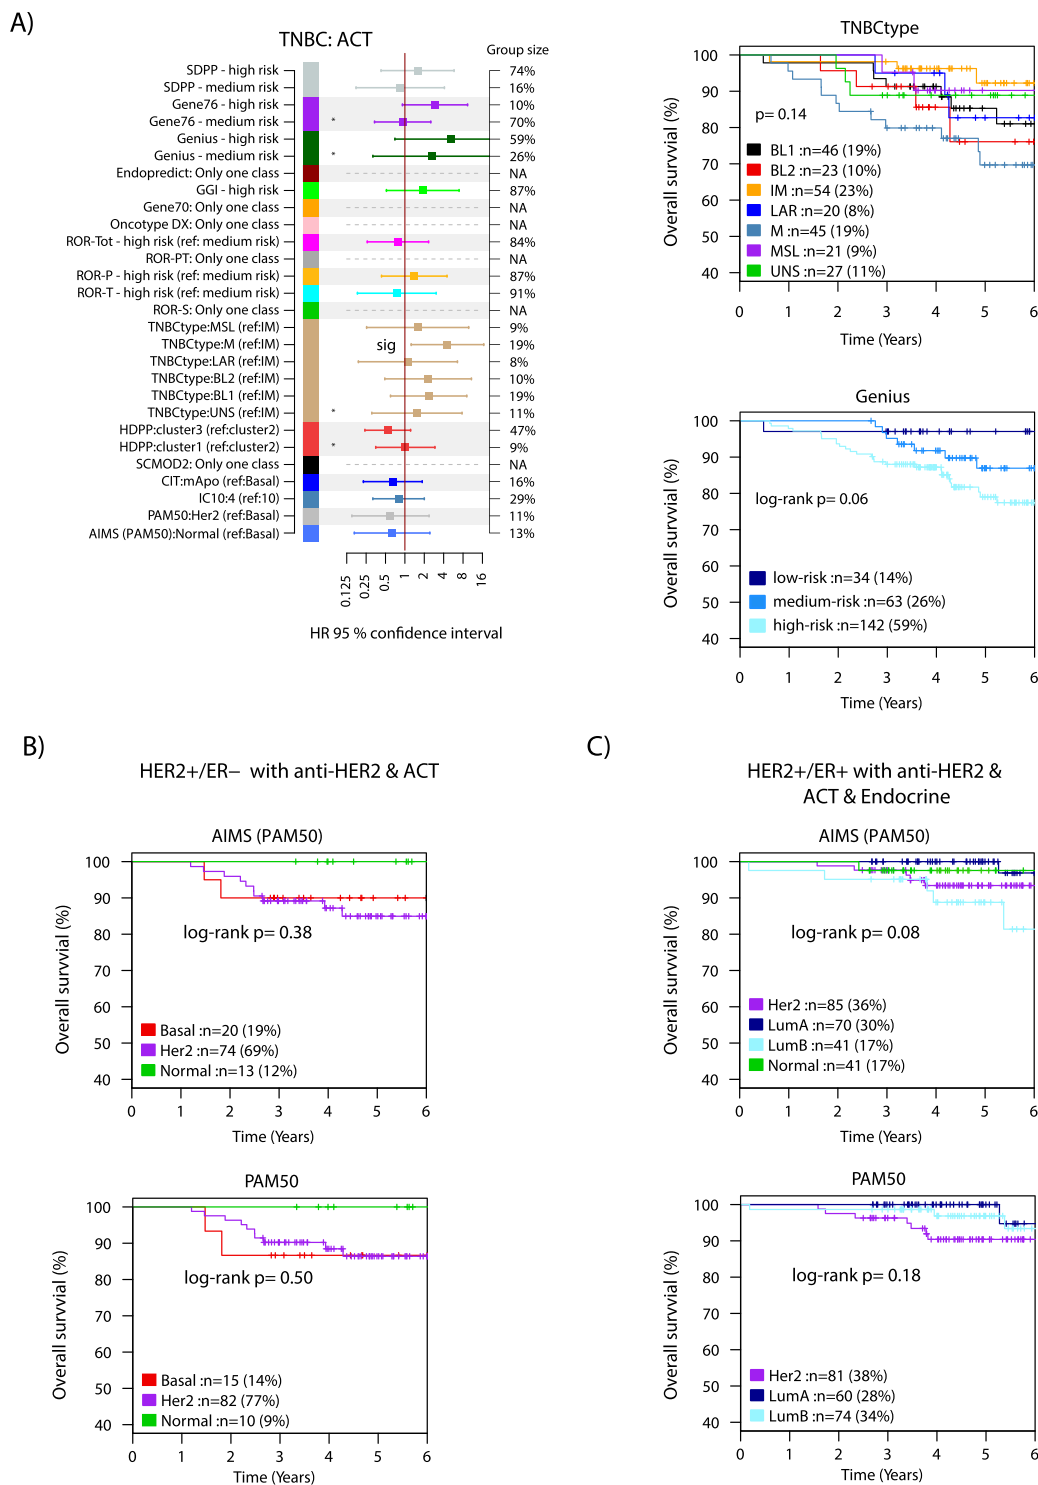 A)
TNBC: ACT
Group size
SDPP - high risk 74%
SDPP - medium risk 16%
Gene76 - high risk 10%
Gene76 - medium risk * 70%
Genius - high risk 59%
Genius - medium risk * 26%
Endopredict: Only one class NA
GGI - high risk 87%
Gene70: Only one class NA
Oncotype DX: Only one class NA
ROR-Tot - high risk (ref: medium risk) 84%
ROR-PT: Only one class NA
ROR-P - high risk (ref: medium risk) 87%
ROR-T - high risk (ref: medium risk) 91%
ROR-S: Only one class NA
TNBCtype:MSL (ref:IM) 9%
TNBCtype:M (ref:IM) sig 19%
TNBCtype:LAR (ref:IM) 8%
TNBCtype:BL2 (ref:IM) 10%
TNBCtype:BL1 (ref:IM) 19%
TNBCtype:UNS (ref:IM) * 11%
HDPP:cluster3 (ref:cluster2) 47%
HDPP:cluster1 (ref:cluster2) * 9%
SCMOD2: Only one class NA
CIT:mApo (ref:Basal) 16%
IC10:4 (ref:10) 29%
PAM50:Her2 (ref:Basal) 11%
AIMS (PAM50):Normal (ref:Basal) 13%
0.125 0.25 0.5 1 2 4 8 16
HR 95 % confidence interval
TNBCtype
Overall survvial (%)
100
90
80
70
60
50
40
p= 0.14
BL1 :n=46 (19%)
BL2 :n=23 (10%)
IM :n=54 (23%)
LAR :n=20 (8%)
M :n=45 (19%)
MSL :n=21 (9%)
UNS :n=27 (11%)
0 1 2 3 4 5 6
Time (Years)
Genius
Overall survvial (%)
100
90
80
70
60
50
40
log-rank p= 0.06
low-risk :n=34 (14%)
medium-risk :n=63 (26%)
high-risk :n=142 (59%)
0 1 2 3 4 5 6
Time (Years)
B)
HER2+/ER− with anti-HER2 & ACT
AIMS (PAM50)
Overall survvial (%)
100
90
80
70
60
50
40
log-rank p= 0.38
Basal :n=20 (19%)
Her2 :n=74 (69%)
Normal :n=13 (12%)
0 1 2 3 4 5 6
Time (Years)
PAM50
Overall survvial (%)
100
90
80
70
60
50
40
log-rank p= 0.50
Basal :n=15 (14%)
Her2 :n=82 (77%)
Normal :n=10 (9%)
0 1 2 3 4 5 6
Time (Years)
C)
HER2+/ER+ with anti-HER2 &
ACT & Endocrine
AIMS (PAM50)
Overall survvial (%)
100
90
80
70
60
50
40
log-rank p= 0.08
Her2 :n=85 (36%)
LumA :n=70 (30%)
LumB :n=41 (17%)
Normal :n=41 (17%)
0 1 2 3 4 5 6
Time (Years)
PAM50
Overall survvial (%)
100
90
80
70
60
50
40
log-rank p= 0.18
Her2 :n=81 (38%)
LumA :n=60 (28%)
LumB :n=74 (34%)
0 1 2 3 4 5 6
Time (Years)